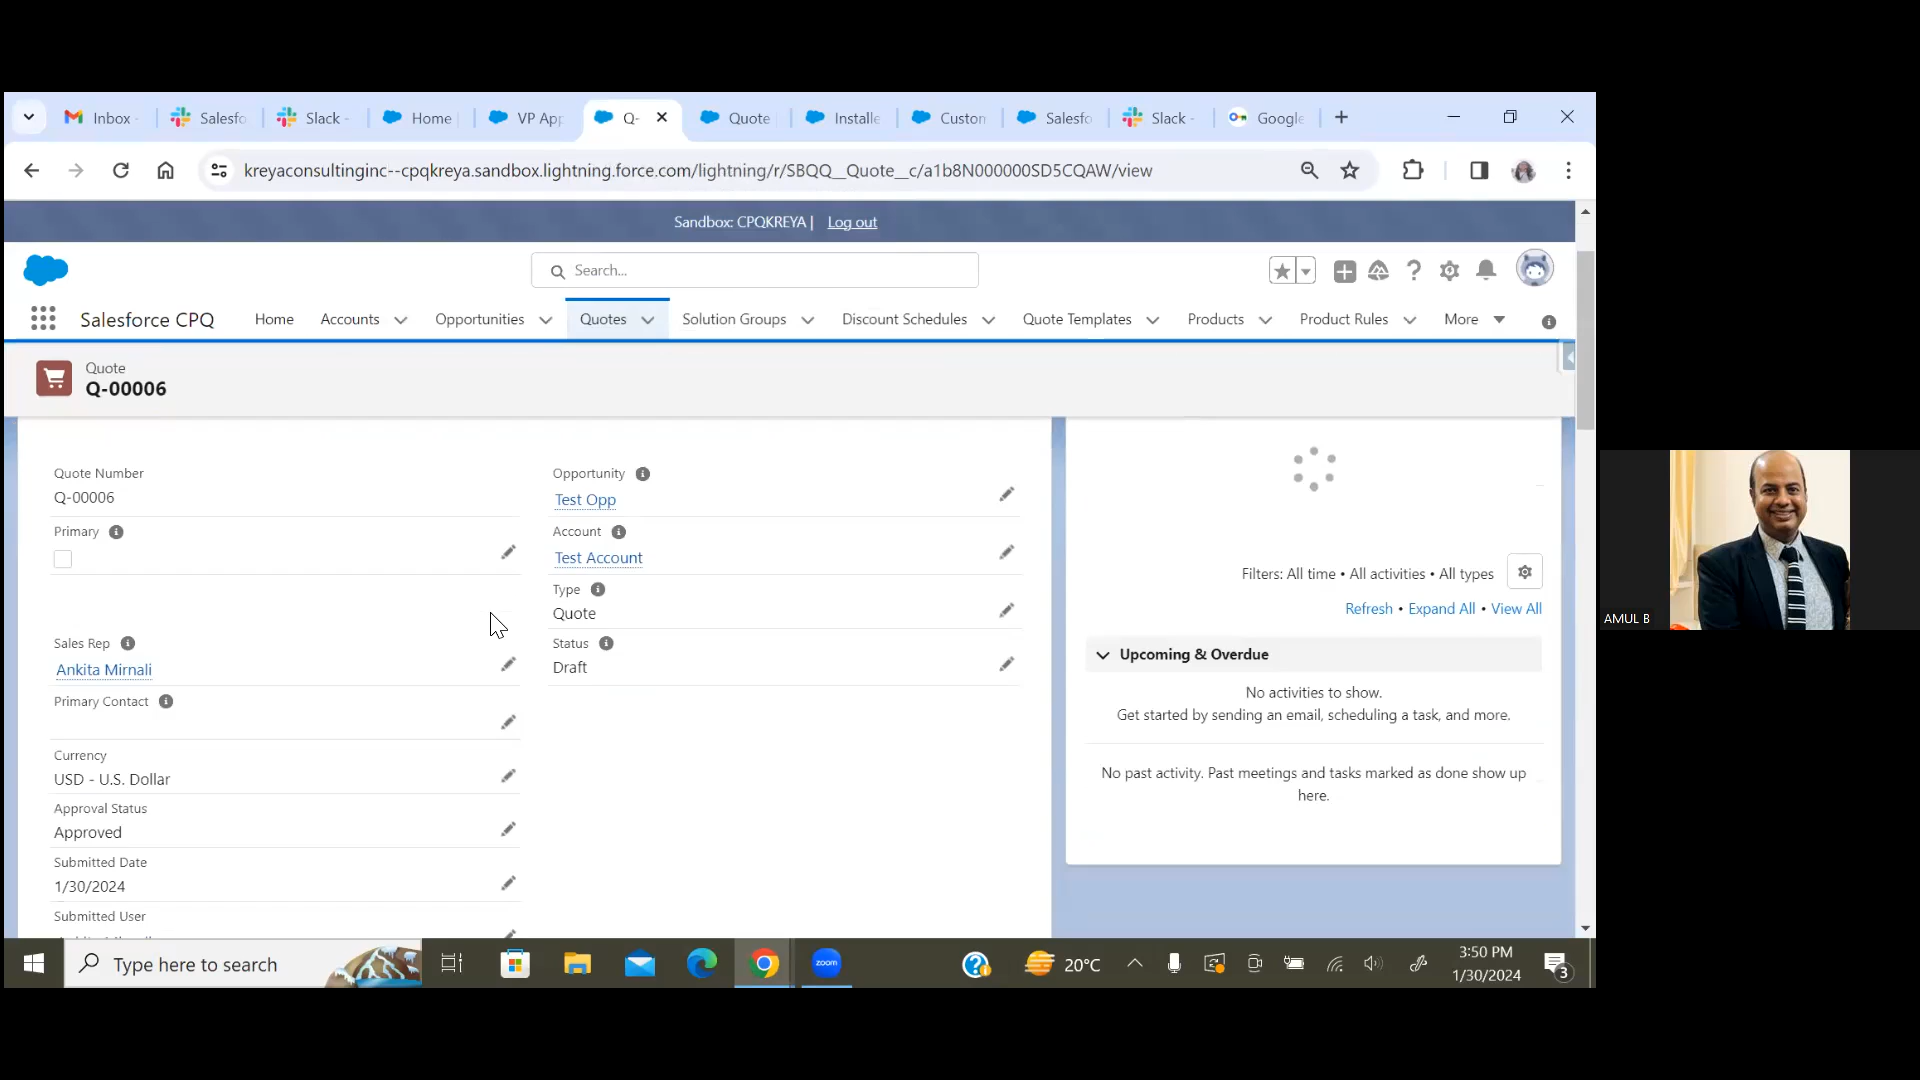 Inbox
Salesfo
Slack -
Home
VP App
Q-
Quote
Installe
Custon
Salesfo
Slack -
Google
kreyaconsultinginc--cpqkreya.sandbox.lightning.force.com/lightning/r/SBQQ__Quote__c/a1b8N000000SD5CQAW/view
Sandbox: CPQKREYA | Log out
Search...
Salesforce CPQ
Home
Accounts
Opportunities
Quotes
Solution Groups
Discount Schedules
Quote Templates
Products
Product Rules
More
Quote
Q-00006
Quote Number
Q-00006
Opportunity
Test Opp
Primary
Account
Test Account
Type
Quote
Sales Rep
Ankita Mirnali
Status
Draft
Primary Contact
Currency
USD - U.S. Dollar
Approval Status
Approved
Submitted Date
1/30/2024
Submitted User
Filters: All time • All activities • All types
Refresh • Expand All • View All
Upcoming & Overdue
No activities to show.
Get started by sending an email, scheduling a task, and more.
No past activity. Past meetings and tasks marked as done show up
here.
AMUL B
Type here to search
zoom
20°C
3:50 PM
1/30/2024
3